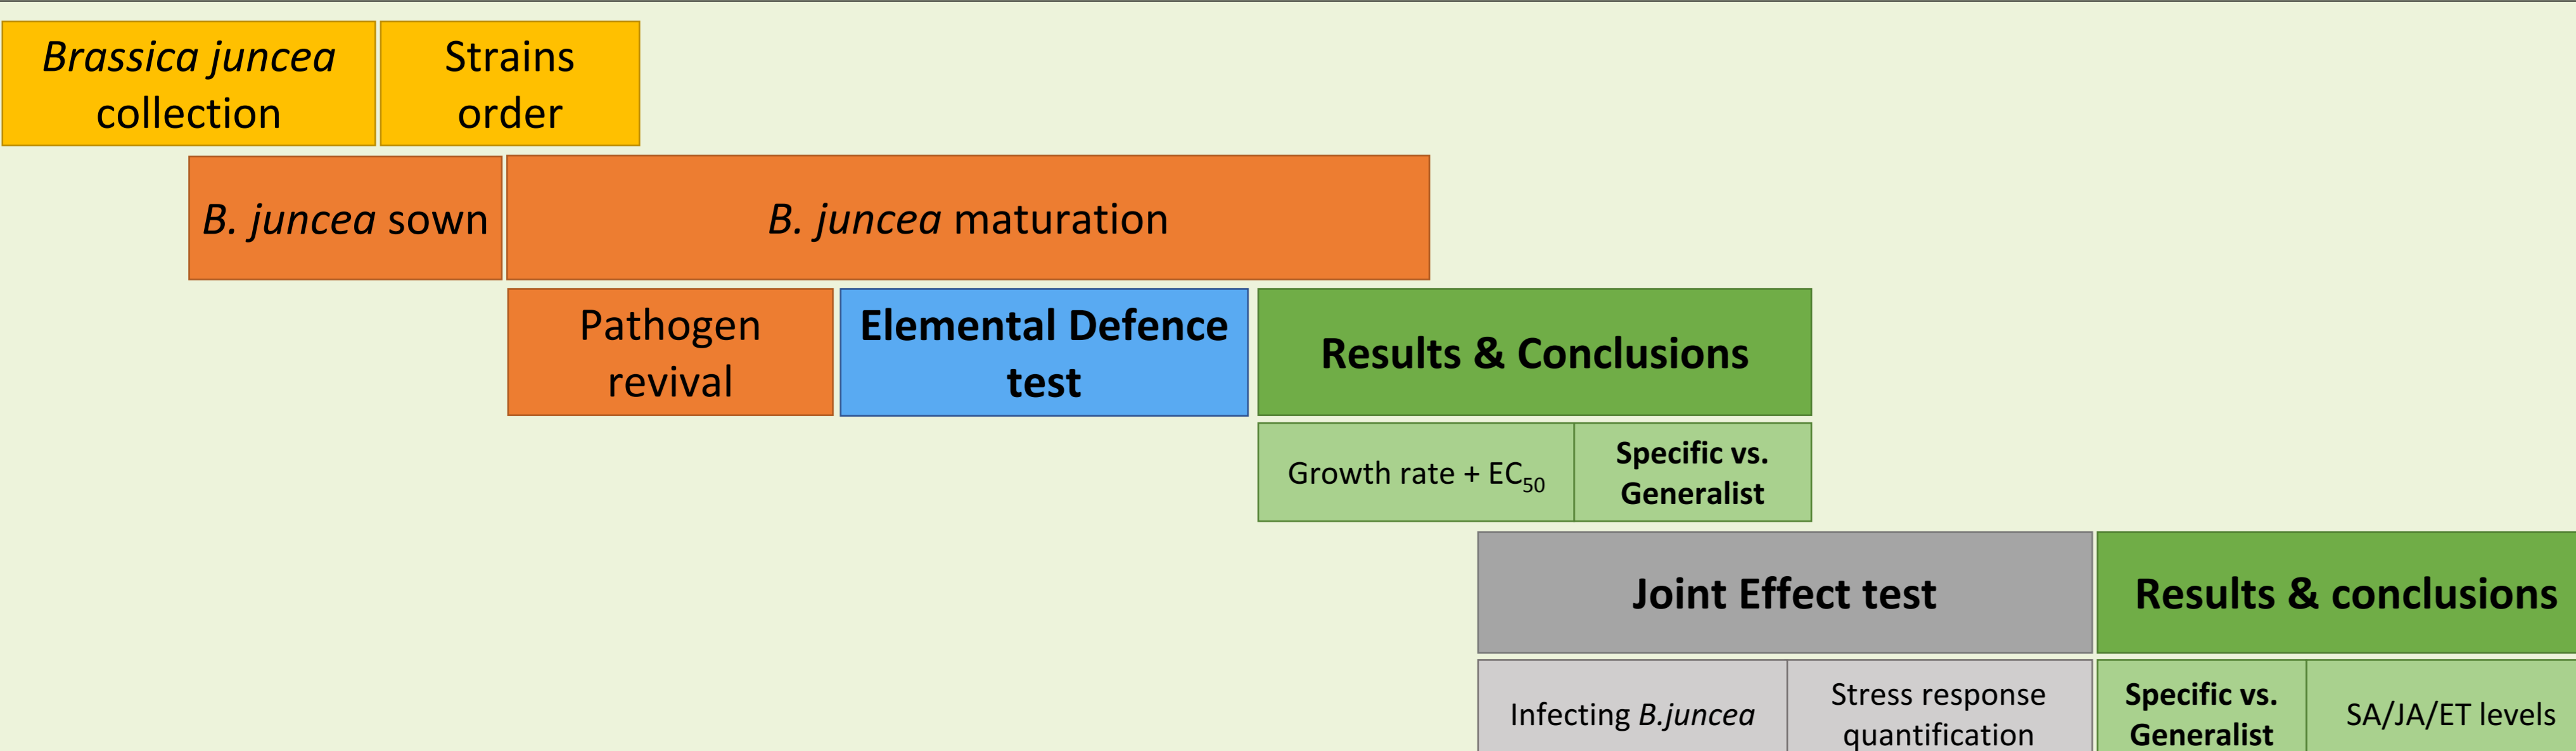 Brassica juncea
collection
Strains
order
B. juncea sown
B. juncea maturation
Pathogen
revival
Elemental Defence
test
Results & Conclusions
Growth rate + EC50
Specific vs.
Generalist
Joint Effect test
Results & conclusions
Infecting B.juncea
Stress response
quantification
Specific vs.
Generalist
SA/JA/ET levels